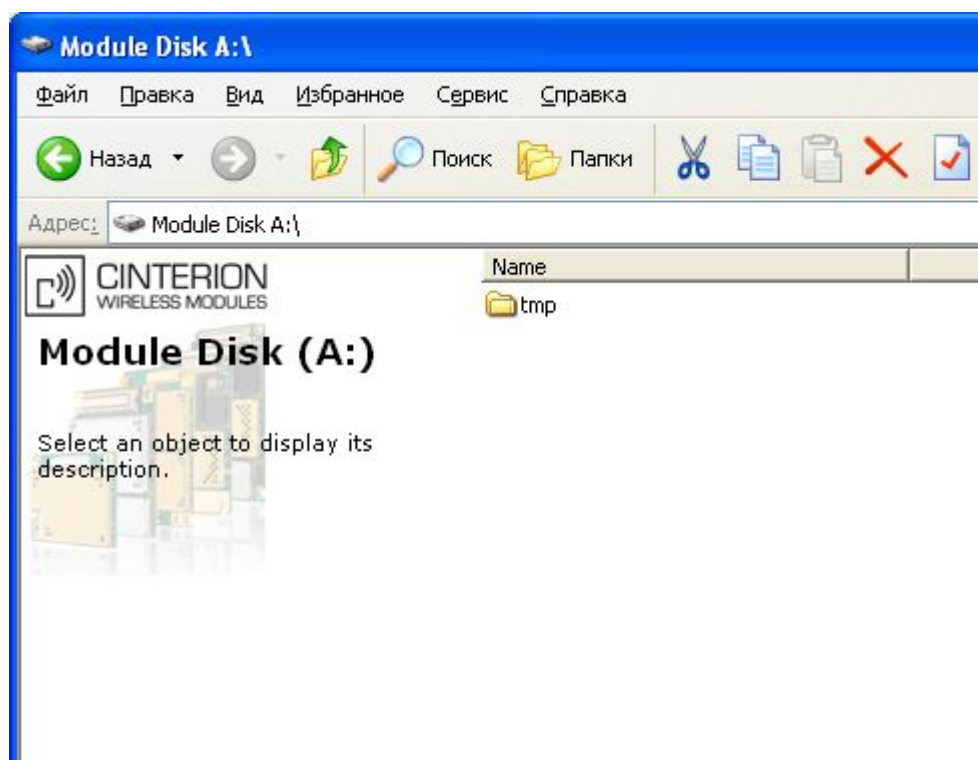 Module Disk A:\
Файл Правка Вид Избранное Сервис Справка
Назад Поиск Папки
Адрес: Module Disk A:\
CINTERION
WIRELESS MODULES
Name
tmp
Module Disk (A:)
Select an object to display its
description.